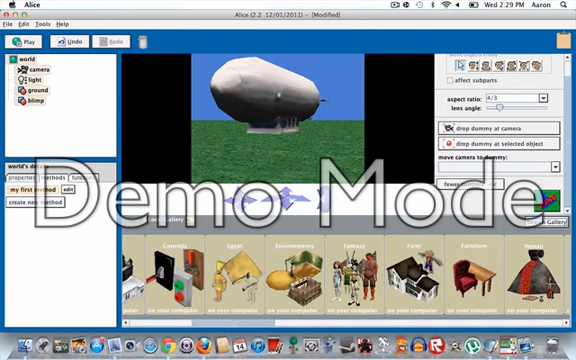 Alice
Wed 2:29 PM Aaron
Alice (2.2 12/01/2011) - [Modified]
File Edit Tools Help
Play Undo Redo
world
camera
light
ground
blimp
affect subparts
aspect ratio: 4/3
lens angle:
drop dummy at camera
drop dummy at selected object
move camera to dummy:
world's details
properties methods
my first method edit
create new method
Demo Mode
Local Gallery
Controls Egypt Environments Fantasy Farm Furniture Hawaii
on your computer on your computer on your computer on your computer on your computer on your computer